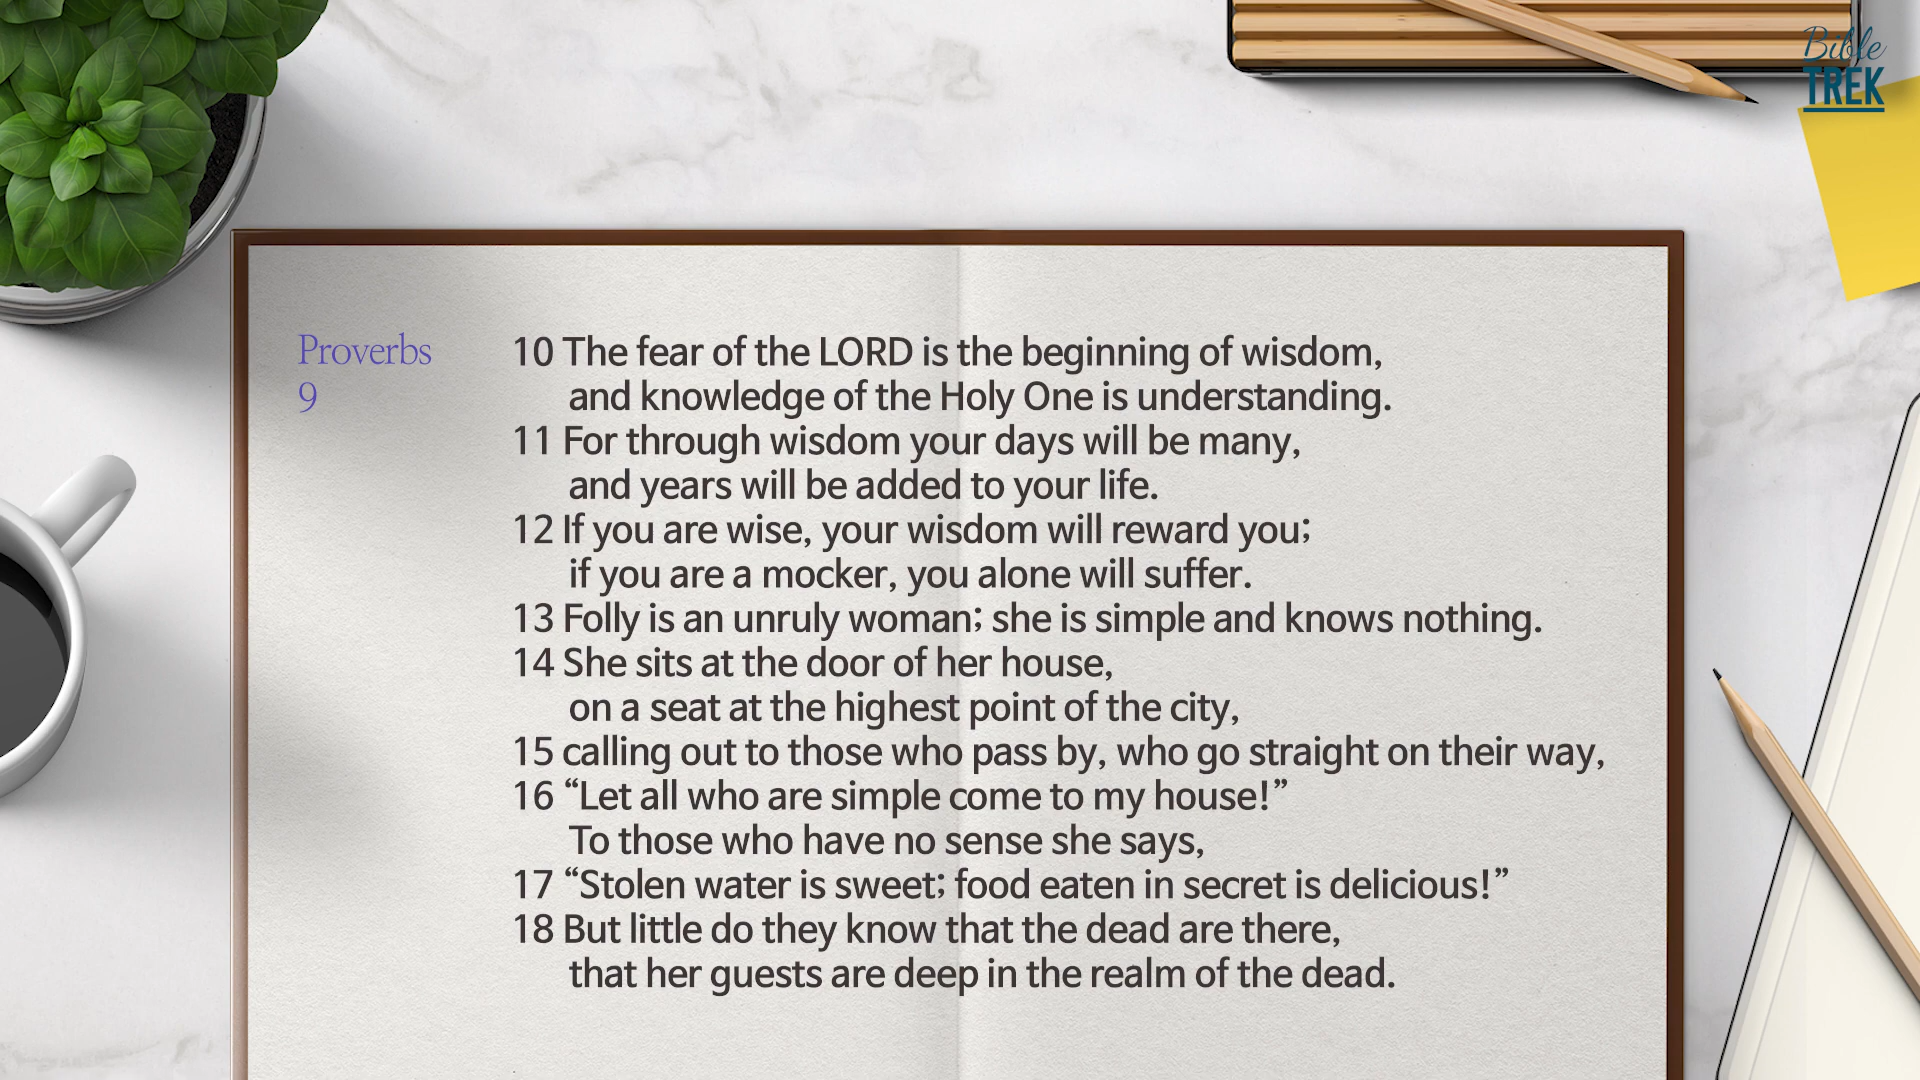 Bible
TREK
Proverbs
9
10 The fear of the LORD is the beginning of wisdom,
and knowledge of the Holy One is understanding.
11 For through wisdom your days will be many,
and years will be added to your life.
12 If you are wise, your wisdom will reward you;
if you are a mocker, you alone will suffer.
13 Folly is an unruly woman; she is simple and knows nothing.
14 She sits at the door of her house,
on a seat at the highest point of the city,
15 calling out to those who pass by, who go straight on their way,
16 “Let all who are simple come to my house!”
To those who have no sense she says,
17 “Stolen water is sweet; food eaten in secret is delicious!”
18 But little do they know that the dead are there,
that her guests are deep in the realm of the dead.